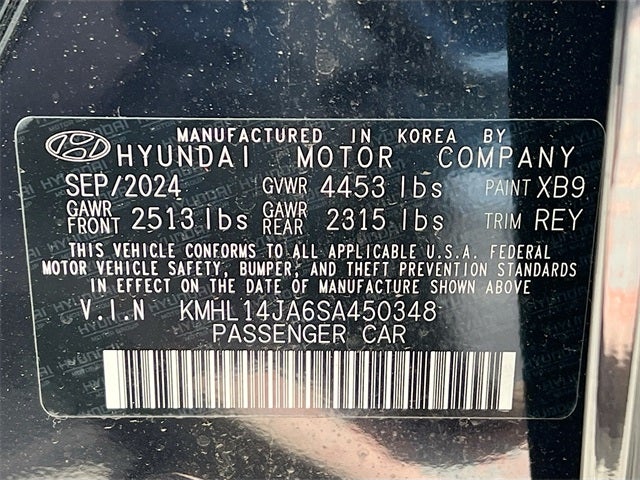 MANUFACTURED IN KOREA BY
HYUNDAI MOTOR COMPANY
SEP/2024 GVWR 4453 lbs PAINT XB9
GAWR FRONT 2513 lbs GAWR REAR 2315 lbs TRIM REY
THIS VEHICLE CONFORMS TO ALL APPLICABLE U.S.A. FEDERAL
MOTOR VEHICLE SAFETY, BUMPER, AND THEFT PREVENTION STANDARDS
IN EFFECT ON THE DATE OF MANUFACTURE SHOWN ABOVE
V.I.N KMHL14JA6SA450348
PASSENGER CAR